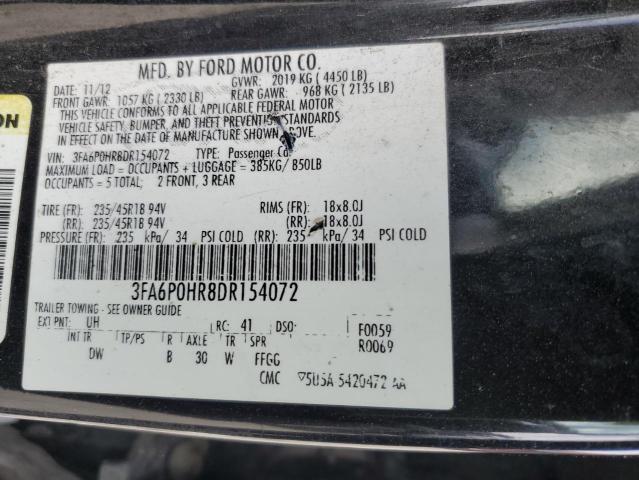 MFD. BY FORD MOTOR CO.
DATE: 11/12 GVWR: 2019 KG ( 4450 LB)
FRONT GAWR: 1057 KG ( 2330 LB) REAR GAWR: 968 KG ( 2135 LB)
THIS VEHICLE CONFORMS TO ALL APPLICABLE FEDERAL MOTOR
VEHICLE SAFETY, BUMPER, AND THEFT PREVENTION STANDARDS
IN EFFECT ON THE DATE OF MANUFACTURE SHOWN ABOVE.
VIN: 3FA6P0HR8DR154072 TYPE: Passenger Car
MAXIMUM LOAD = OCCUPANTS + LUGGAGE = 385KG/ 850LB
OCCUPANTS = 5 TOTAL; 2 FRONT, 3 REAR
TIRE (FR): 235/45R18 94V RIMS (FR): 18x8.0J
(RR): 235/45R18 94V (RR): 18x8.0J
PRESSURE (FR): 235 kPa/ 34 PSI COLD (RR): 235 kPa/ 34 PSI COLD
3FA6P0HR8DR154072
TRAILER TOWING - SEE OWNER GUIDE
EXT PNT: UH RC: 41 DSO: F0059
INT TR TP/PS R AXLE TR SPR R0069
DW B 30 W FFGG
CMC 5U5A 5420472 AA
ON